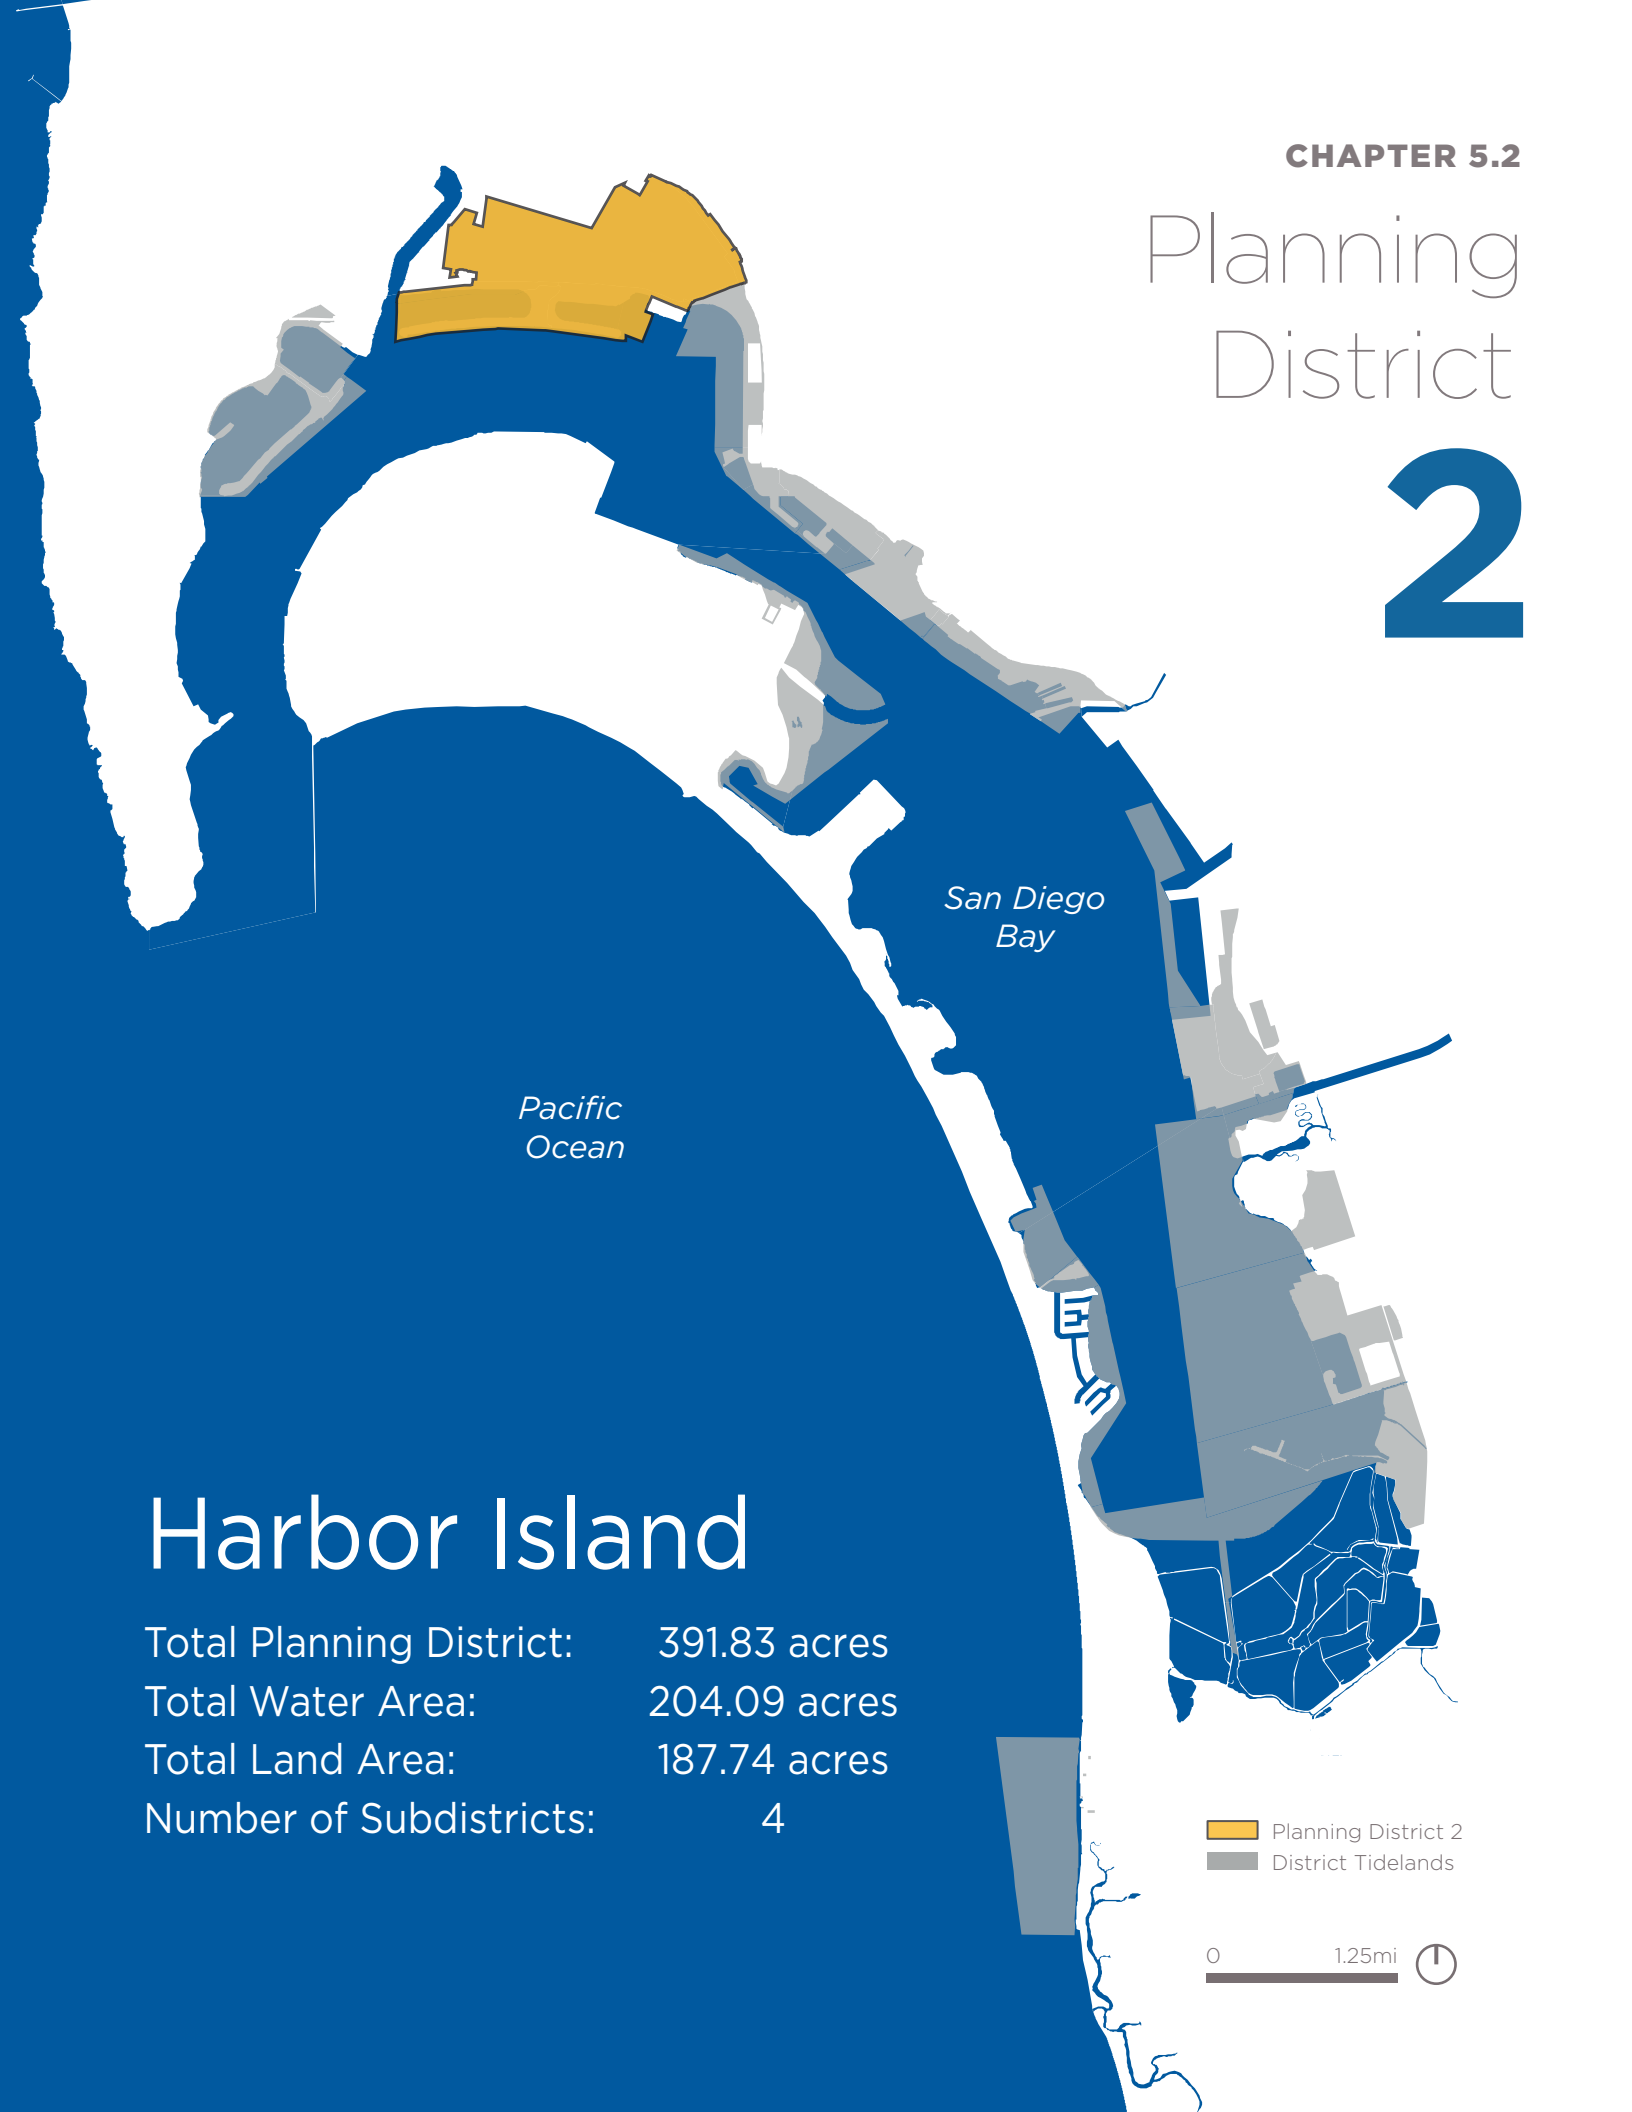 CHAPTER 5.2
Planning
District
2
San Diego
Bay
Pacific
Ocean
Harbor Island
Total Planning District: 391.83 acres
Total Water Area: 204.09 acres
Total Land Area: 187.74 acres
Number of Subdistricts: 4
Planning District 2
District Tidelands
0 1.25mi